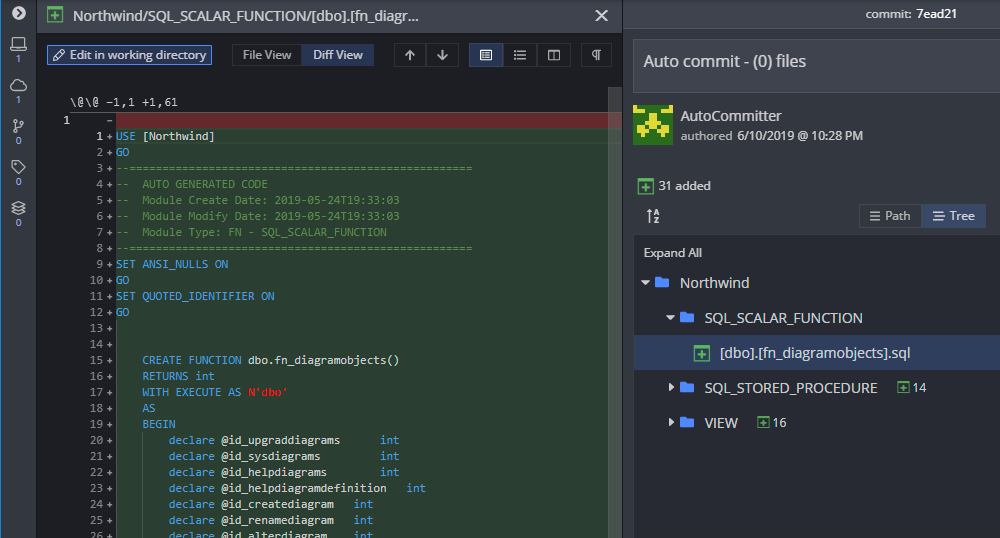 Northwind/SQL_SCALAR_FUNCTION/[dbo].[fn_diagr...
Edit in working directory
File View
Diff View
1
1
0
0
0
\@\@ -1,1 +1,61
1 -
1 + USE [Northwind]
2 + GO
3 + --===================================================
4 + --  AUTO GENERATED CODE
5 + --  Module Create Date: 2019-05-24T19:33:03
6 + --  Module Modify Date: 2019-05-24T19:33:03
7 + --  Module Type: FN - SQL_SCALAR_FUNCTION
8 + --===================================================
9 + SET ANSI_NULLS ON
10 + GO
11 + SET QUOTED_IDENTIFIER ON
12 + GO
13 +
14 +
15 + CREATE FUNCTION dbo.fn_diagramobjects()
16 + RETURNS int
17 + WITH EXECUTE AS N'dbo'
18 + AS
19 + BEGIN
20 + declare @id_upgraddiagrams int
21 + declare @id_sysdiagrams int
22 + declare @id_helpdiagrams int
23 + declare @id_helpdiagramdefinition int
24 + declare @id_creatediagram int
25 + declare @id_renamediagram int
26 + declare @id_alterdiagram int
commit: 7ead21
Auto commit - (0) files
AutoCommitter
authored 6/10/2019 @ 10:28 PM
31 added
A
Z
Path
Tree
Expand All
Northwind
SQL_SCALAR_FUNCTION
[dbo].[fn_diagramobjects].sql
SQL_STORED_PROCEDURE 14
VIEW 16